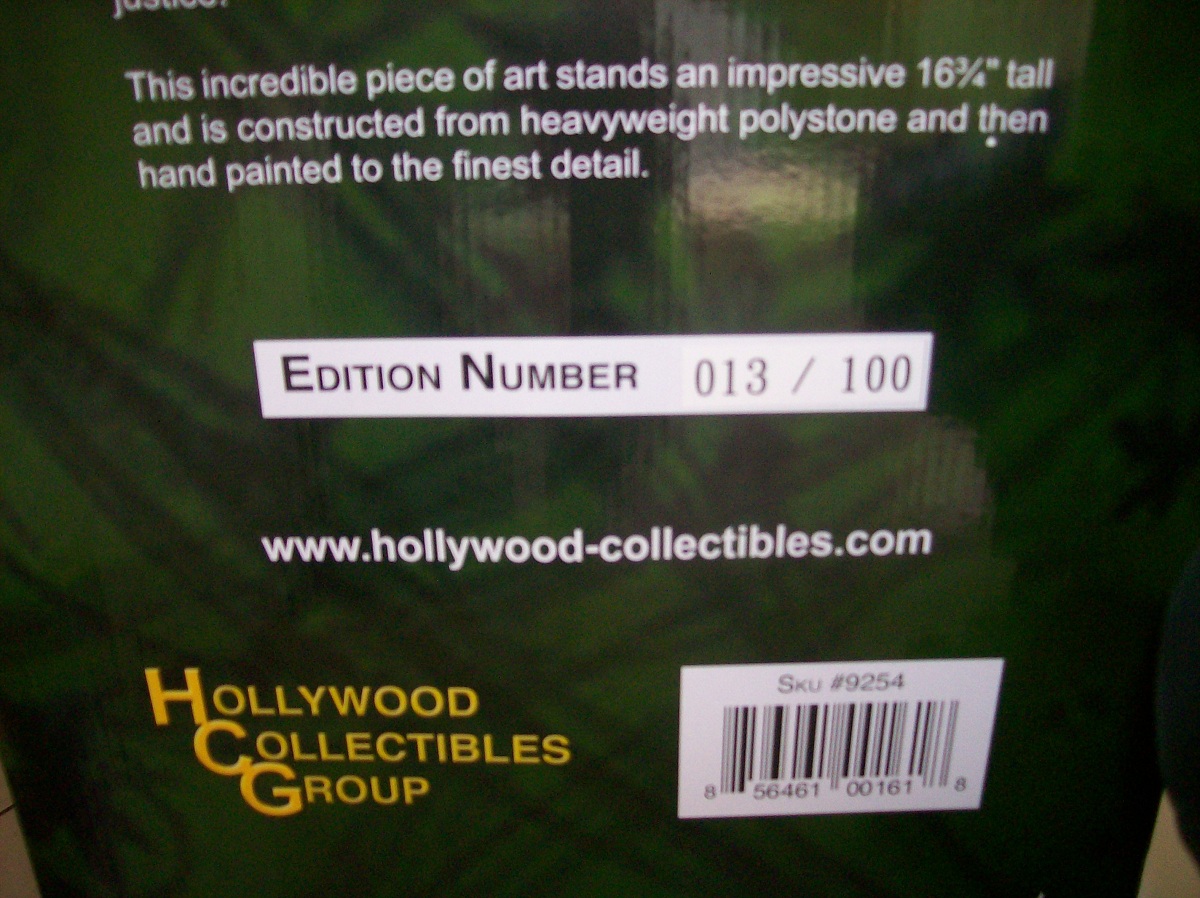 justice.
This incredible piece of art stands an impressive 16¾" tall
and is constructed from heavyweight polystone and then
hand painted to the finest detail.
EDITION NUMBER 013 / 100
www.hollywood-collectibles.com
HOLLYWOOD
COLLECTIBLES
GROUP
SKU #9254
8 56461 00161 8